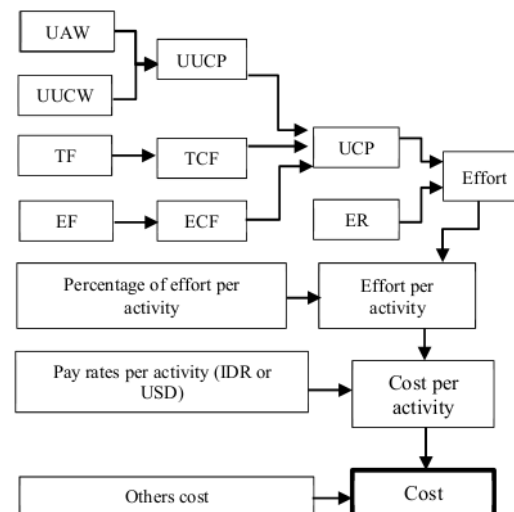 UAW
UUCP
UUCW
TF
TCF
UCP
Effort
EF
ECF
ER
Percentage of effort per
activity
Effort per
activity
Pay rates per activity (IDR or
USD)
Cost per
activity
Others cost
Cost